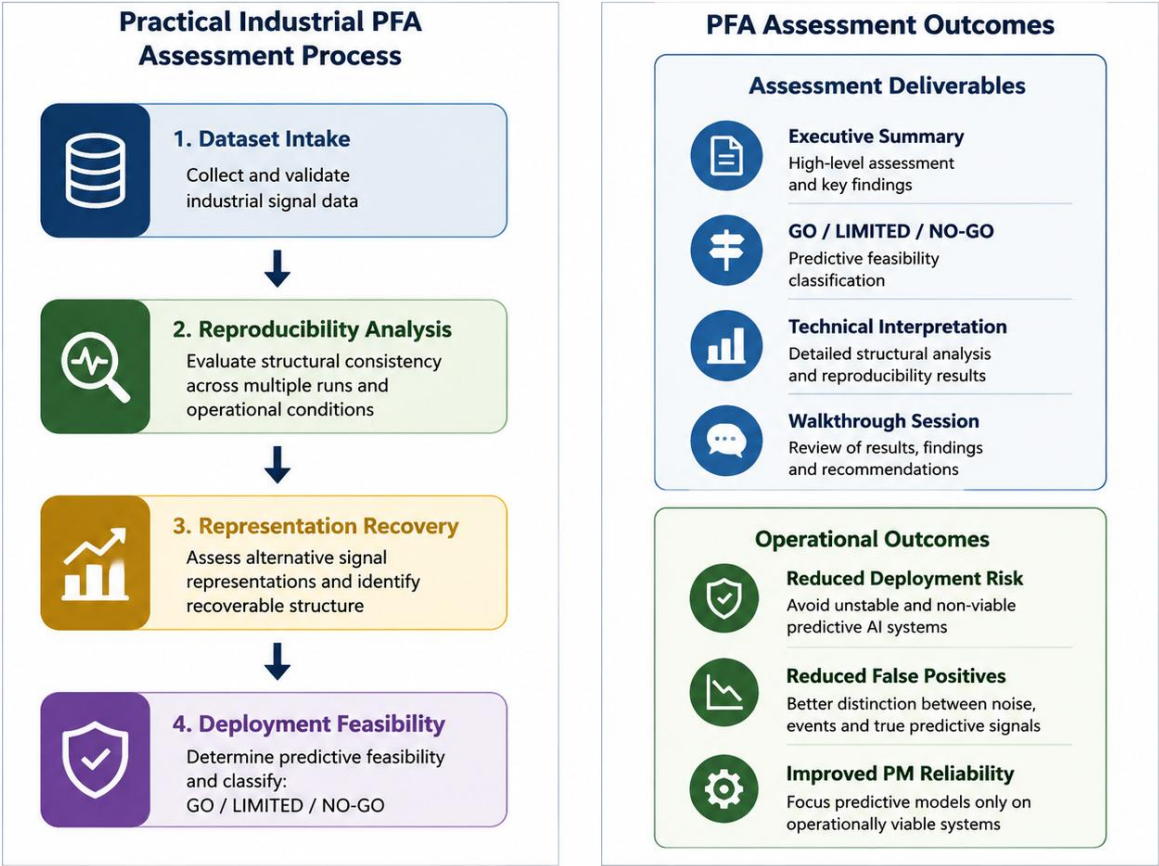 Practical Industrial PFA
Assessment Process
1. Dataset Intake
Collect and validate
industrial signal data
2. Reproducibility Analysis
Evaluate structural consistency
across multiple runs and
operational conditions
3. Representation Recovery
Assess alternative signal
representations and identify
recoverable structure
4. Deployment Feasibility
Determine predictive feasibility
and classify:
GO / LIMITED / NO-GO
PFA Assessment Outcomes
Assessment Deliverables
Executive Summary
High-level assessment
and key findings
GO / LIMITED / NO-GO
Predictive feasibility
classification
Technical Interpretation
Detailed structural analysis
and reproducibility results
Walkthrough Session
Review of results, findings
and recommendations
Operational Outcomes
Reduced Deployment Risk
Avoid unstable and non-viable
predictive AI systems
Reduced False Positives
Better distinction between noise,
events and true predictive signals
Improved PM Reliability
Focus predictive models only on
operationally viable systems